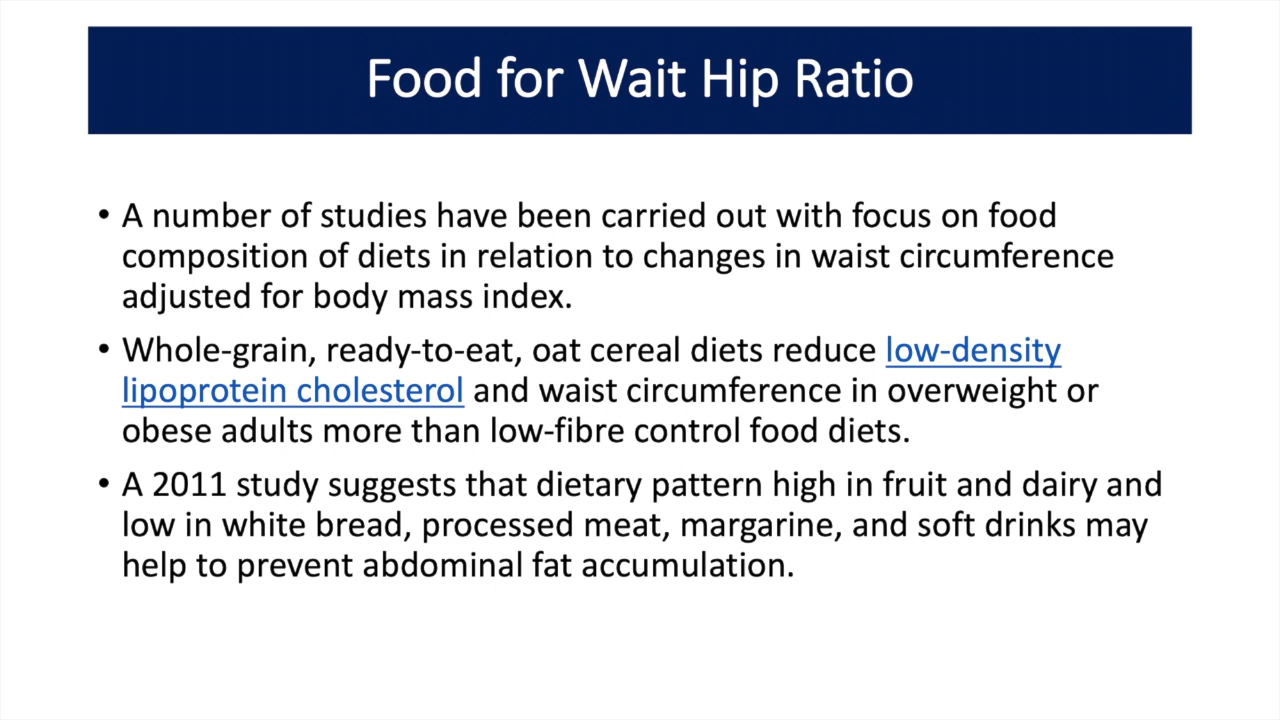 Food for Wait Hip Ratio
• A number of studies have been carried out with focus on food
composition of diets in relation to changes in waist circumference
adjusted for body mass index.
• Whole-grain, ready-to-eat, oat cereal diets reduce low-density
lipoprotein cholesterol and waist circumference in overweight or
obese adults more than low-fibre control food diets.
• A 2011 study suggests that dietary pattern high in fruit and dairy and
low in white bread, processed meat, margarine, and soft drinks may
help to prevent abdominal fat accumulation.